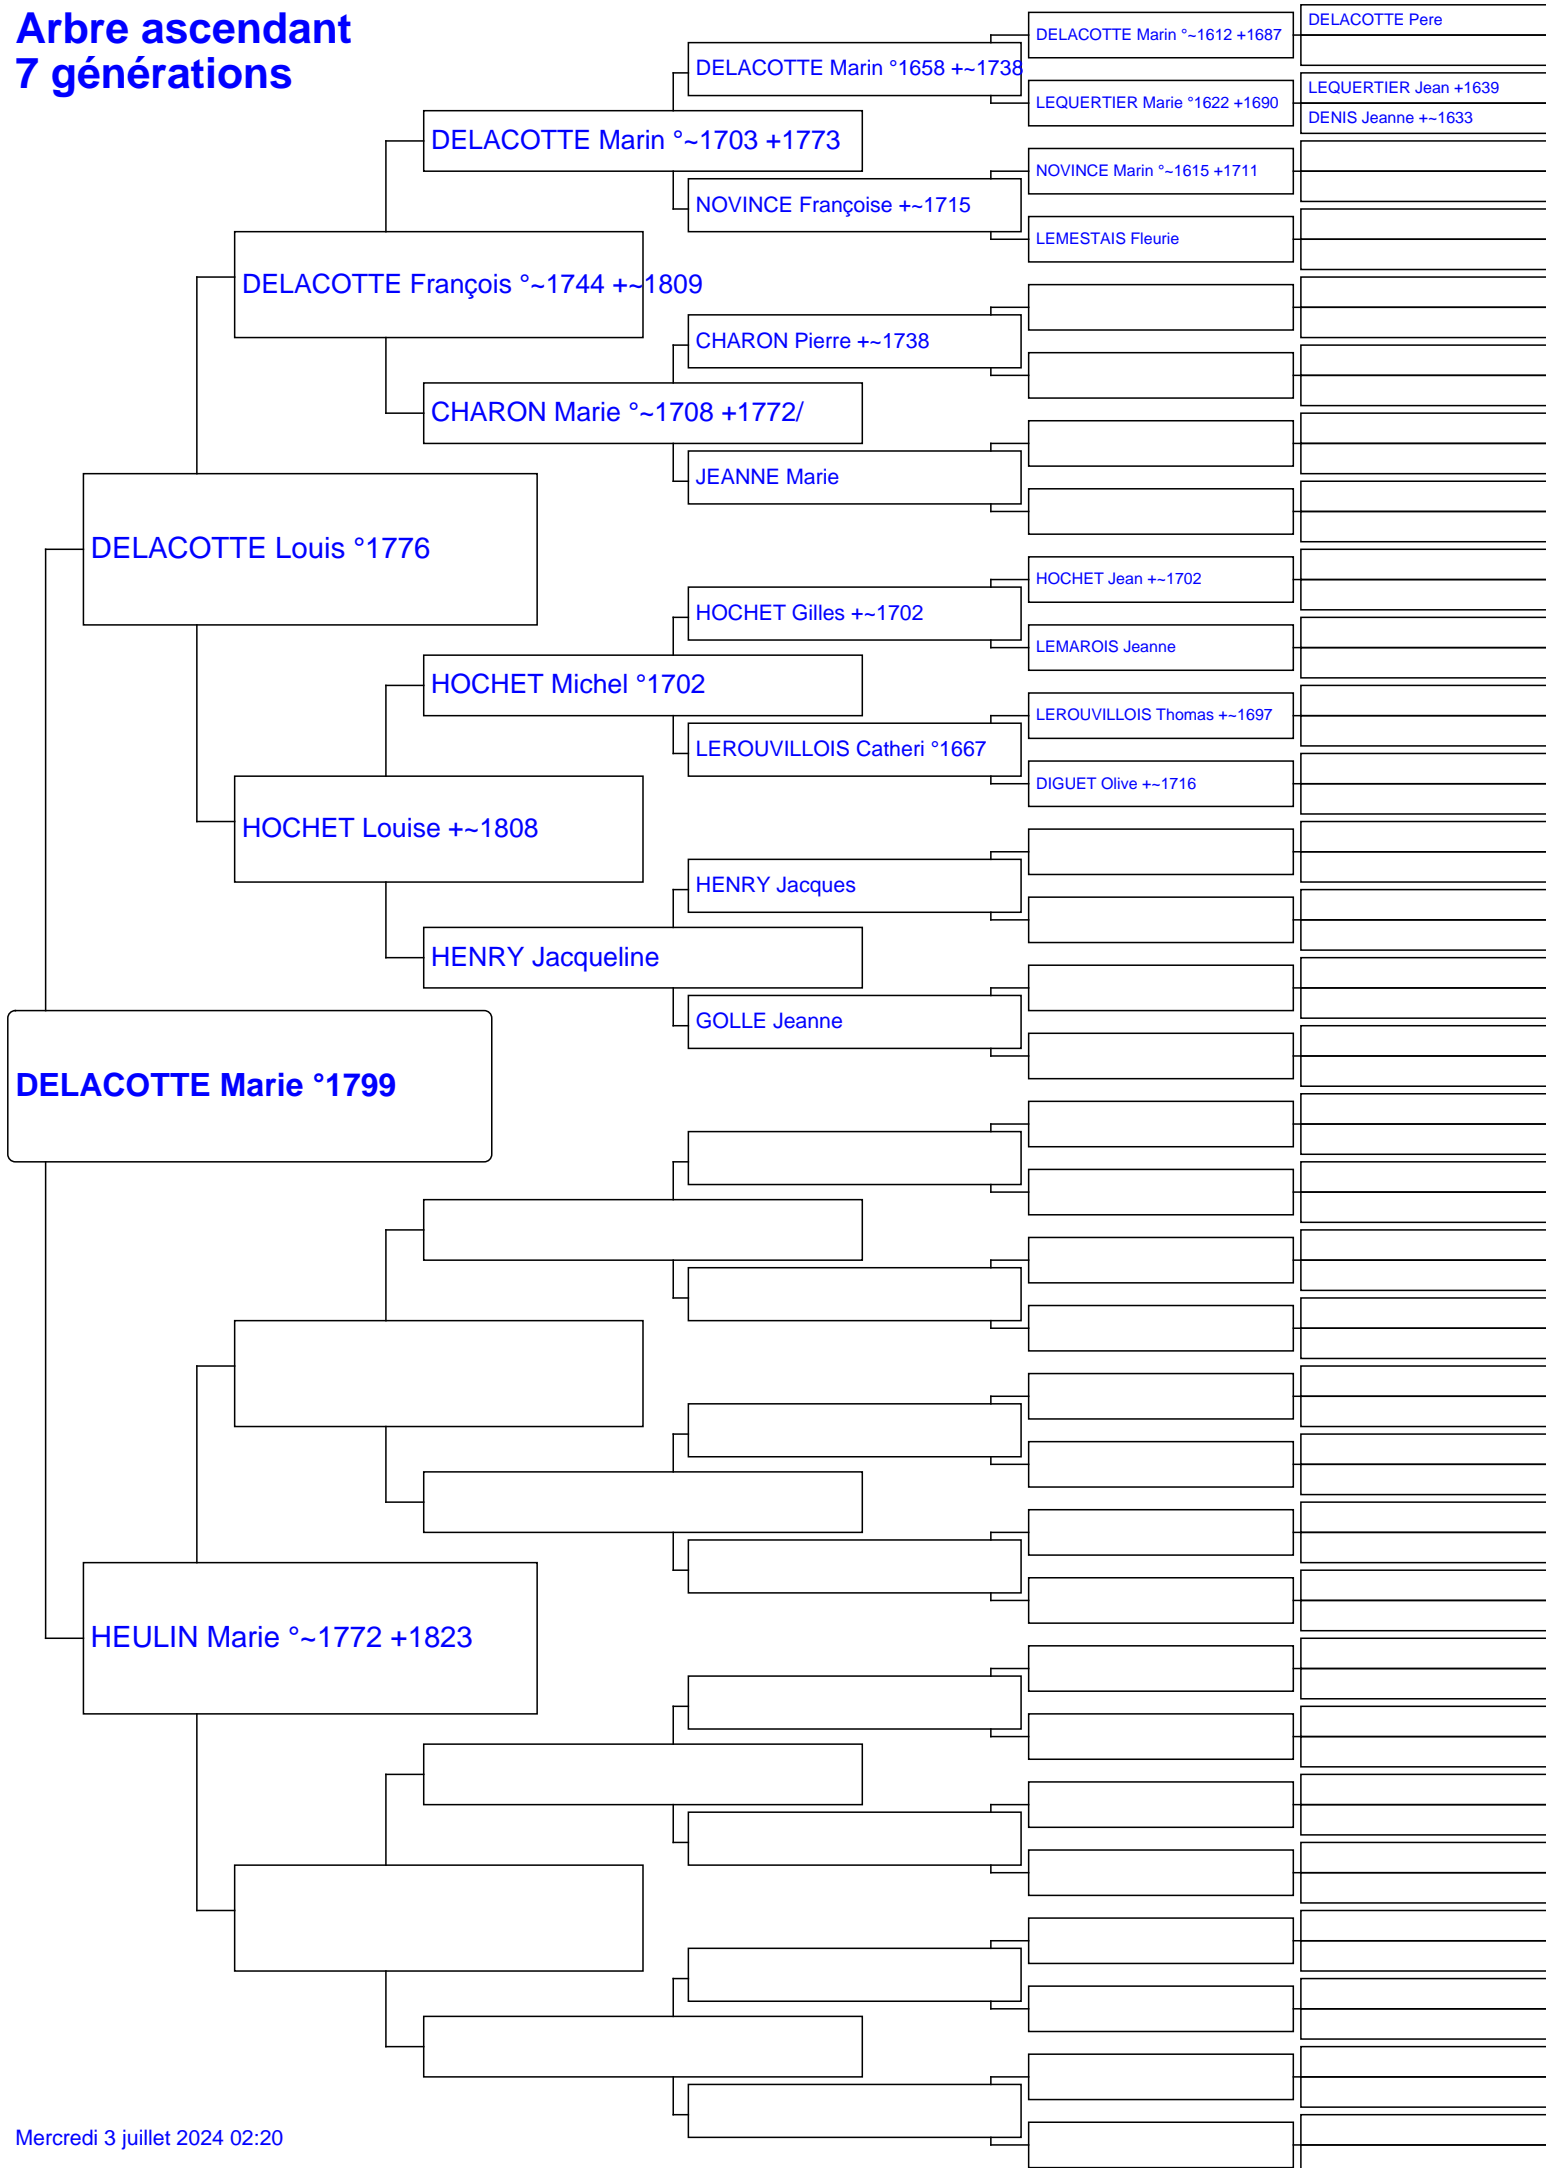 Arbre ascendant
7 générations
DELACOTTE Pere
DELACOTTE Marin °~1612 +1687
DELACOTTE Marin °1658 +~1738
LEQUERTIER Jean +1639
LEQUERTIER Marie °1622 +1690
DENIS Jeanne +~1633
DELACOTTE Marin °~1703 +1773
NOVINCE Marin °~1615 +1711
NOVINCE Françoise +~1715
LEMESTAIS Fleurie
DELACOTTE François °~1744 +~1809
CHARON Pierre +~1738
CHARON Marie °~1708 +1772/
JEANNE Marie
DELACOTTE Louis °1776
HOCHET Jean +~1702
HOCHET Gilles +~1702
LEMAROIS Jeanne
HOCHET Michel °1702
LEROUVILLOIS Thomas +~1697
LEROUVILLOIS Catheri °1667
DIGUET Olive +~1716
HOCHET Louise +~1808
HENRY Jacques
HENRY Jacqueline
GOLLE Jeanne
DELACOTTE Marie °1799
HEULIN Marie °~1772 +1823
Mercredi 3 juillet 2024 02:20